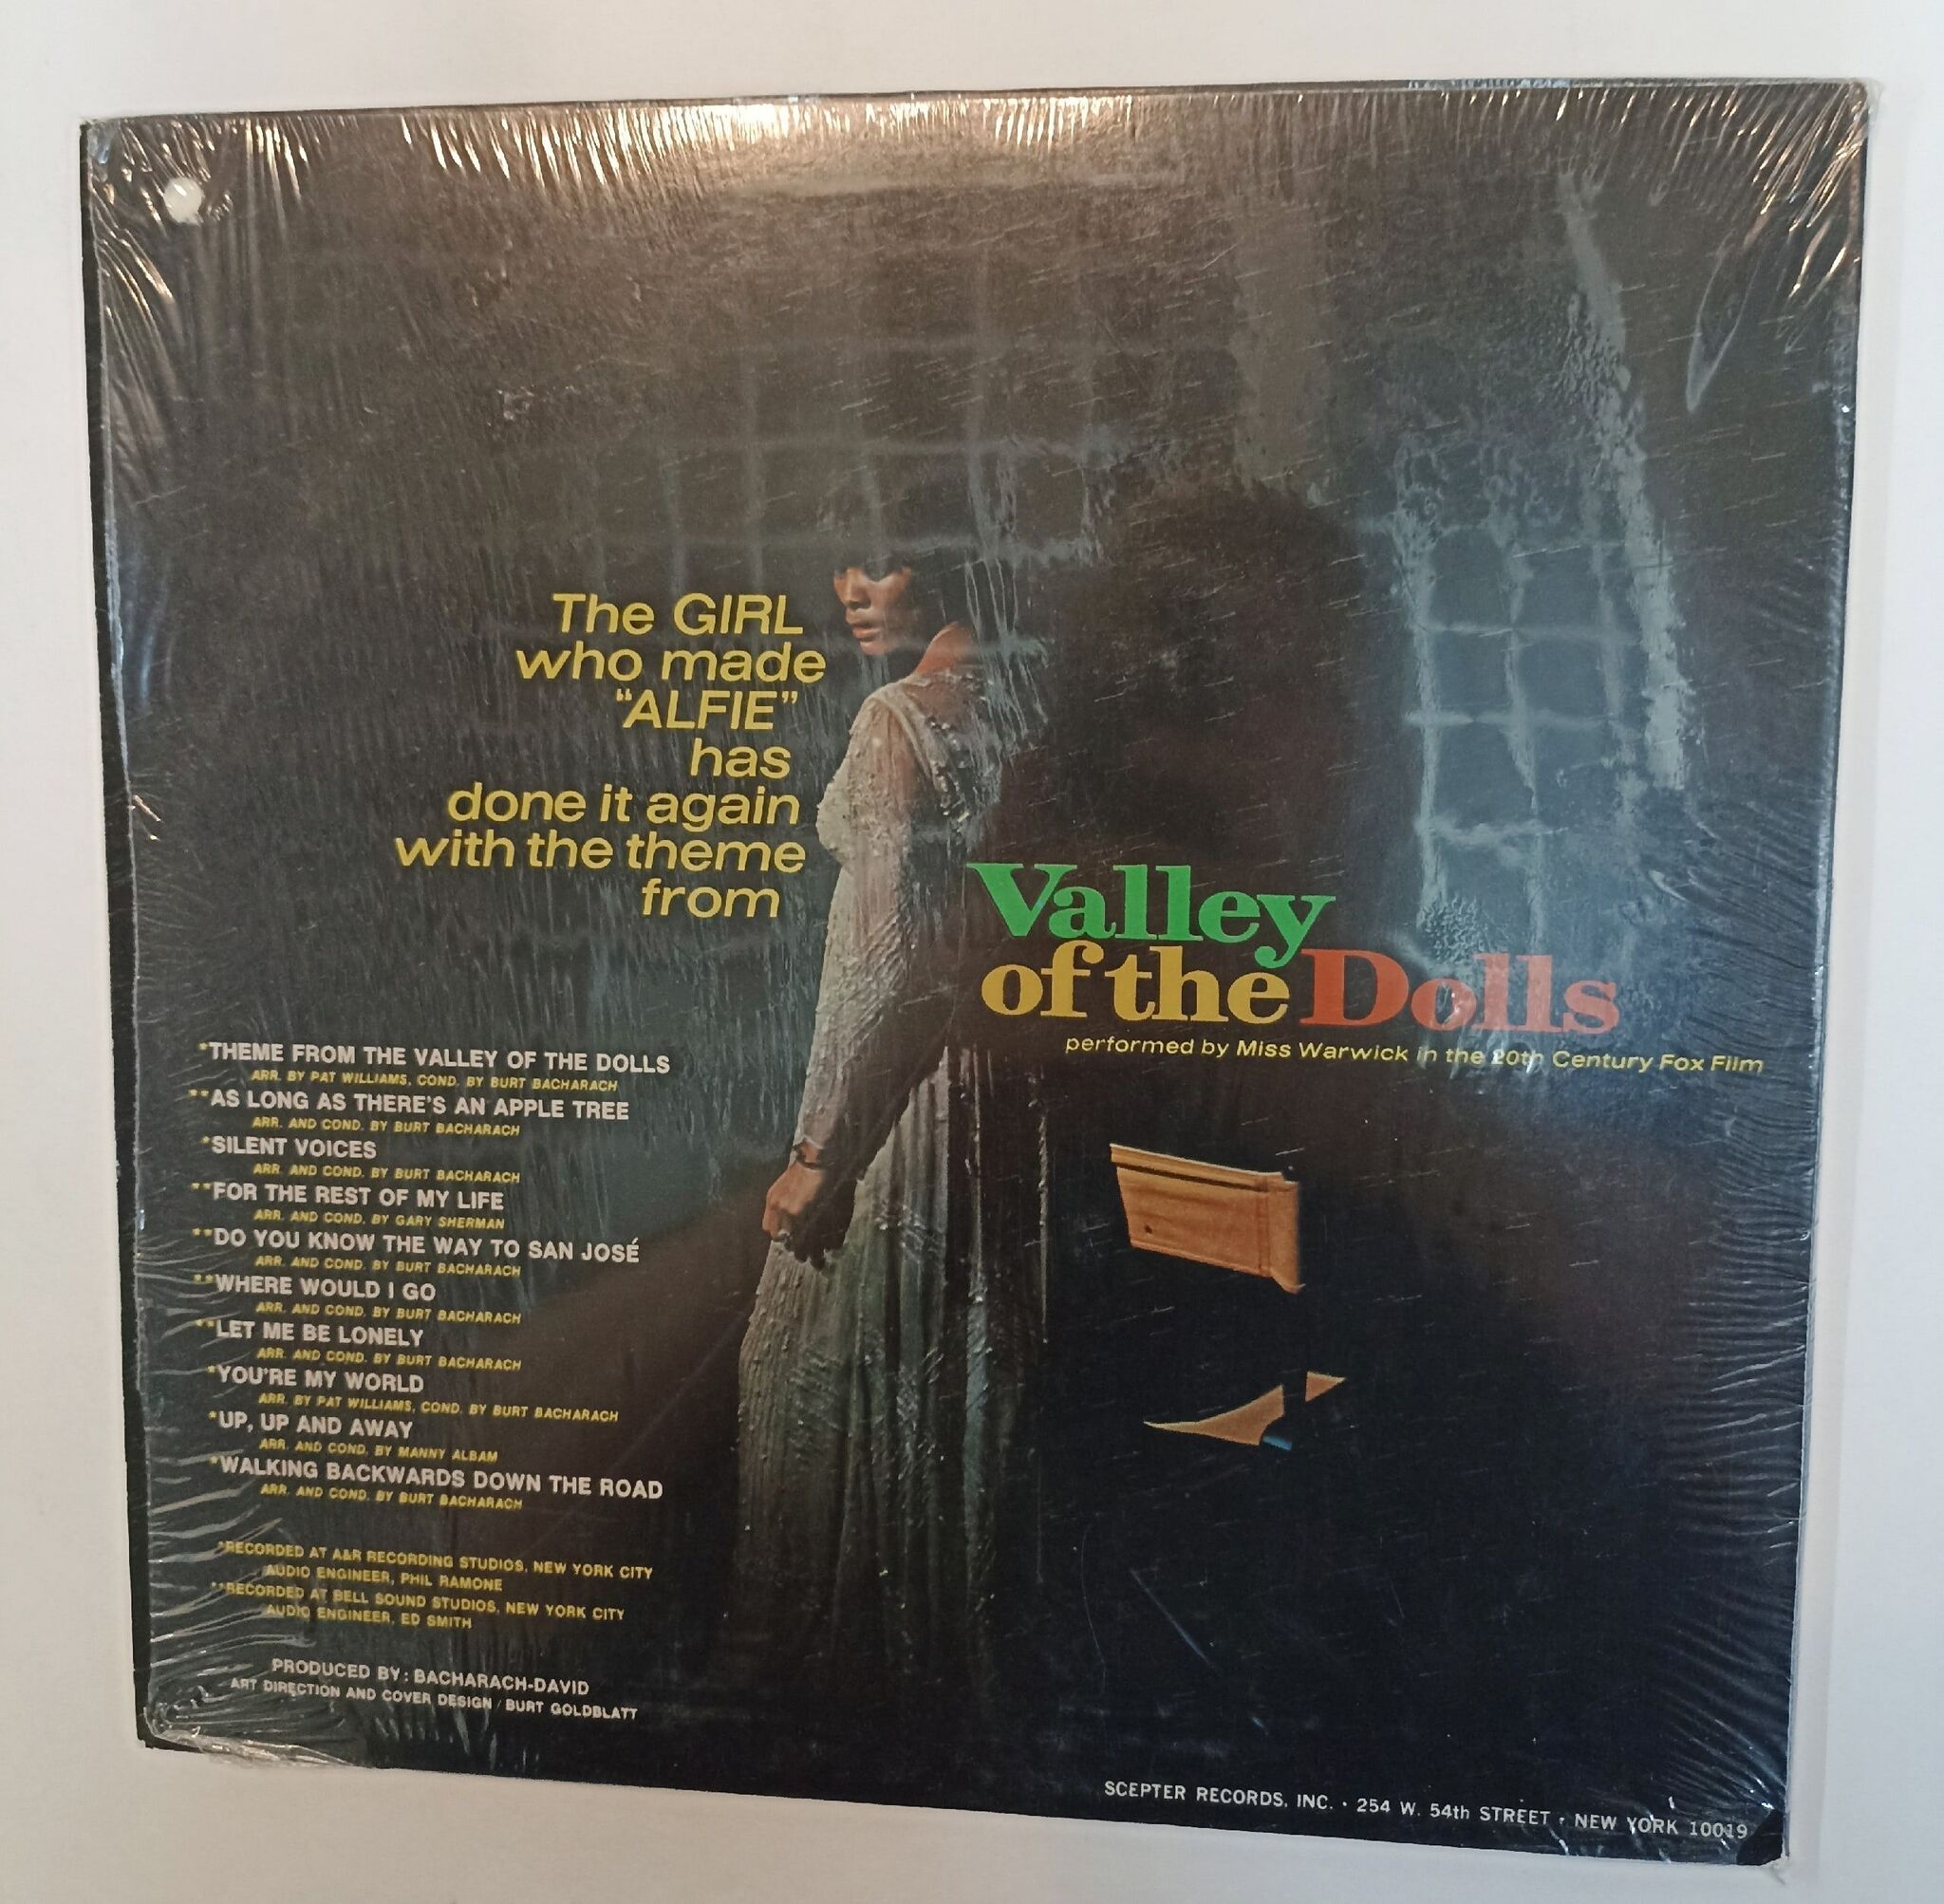 The GIRL
who made
“ALFIE”
has
done it again
with the theme
from
Valley
of the Dolls
performed by Miss Warwick in the 20th Century Fox Film
*THEME FROM THE VALLEY OF THE DOLLS
ARR. BY PAT WILLIAMS, COND. BY BURT BACHARACH
**AS LONG AS THERE'S AN APPLE TREE
ARR. AND COND. BY BURT BACHARACH
*SILENT VOICES
ARR. AND COND. BY BURT BACHARACH
**FOR THE REST OF MY LIFE
ARR. AND COND. BY GARY SHERMAN
**DO YOU KNOW THE WAY TO SAN JOSÉ
ARR. AND COND. BY BURT BACHARACH
**WHERE WOULD I GO
ARR. AND COND. BY BURT BACHARACH
**LET ME BE LONELY
ARR. AND COND. BY BURT BACHARACH
*YOU'RE MY WORLD
ARR. BY PAT WILLIAMS, COND. BY BURT BACHARACH
*UP, UP AND AWAY
ARR. AND COND. BY MANNY ALBAM
*WALKING BACKWARDS DOWN THE ROAD
ARR. AND COND. BY BURT BACHARACH
*RECORDED AT A&R RECORDING STUDIOS, NEW YORK CITY
AUDIO ENGINEER, PHIL RAMONE
**RECORDED AT BELL SOUND STUDIOS, NEW YORK CITY
AUDIO ENGINEER, ED SMITH
PRODUCED BY: BACHARACH-DAVID
ART DIRECTION AND COVER DESIGN / BURT GOLDBLATT
SCEPTER RECORDS, INC. • 254 W. 54th STREET • NEW YORK 10019